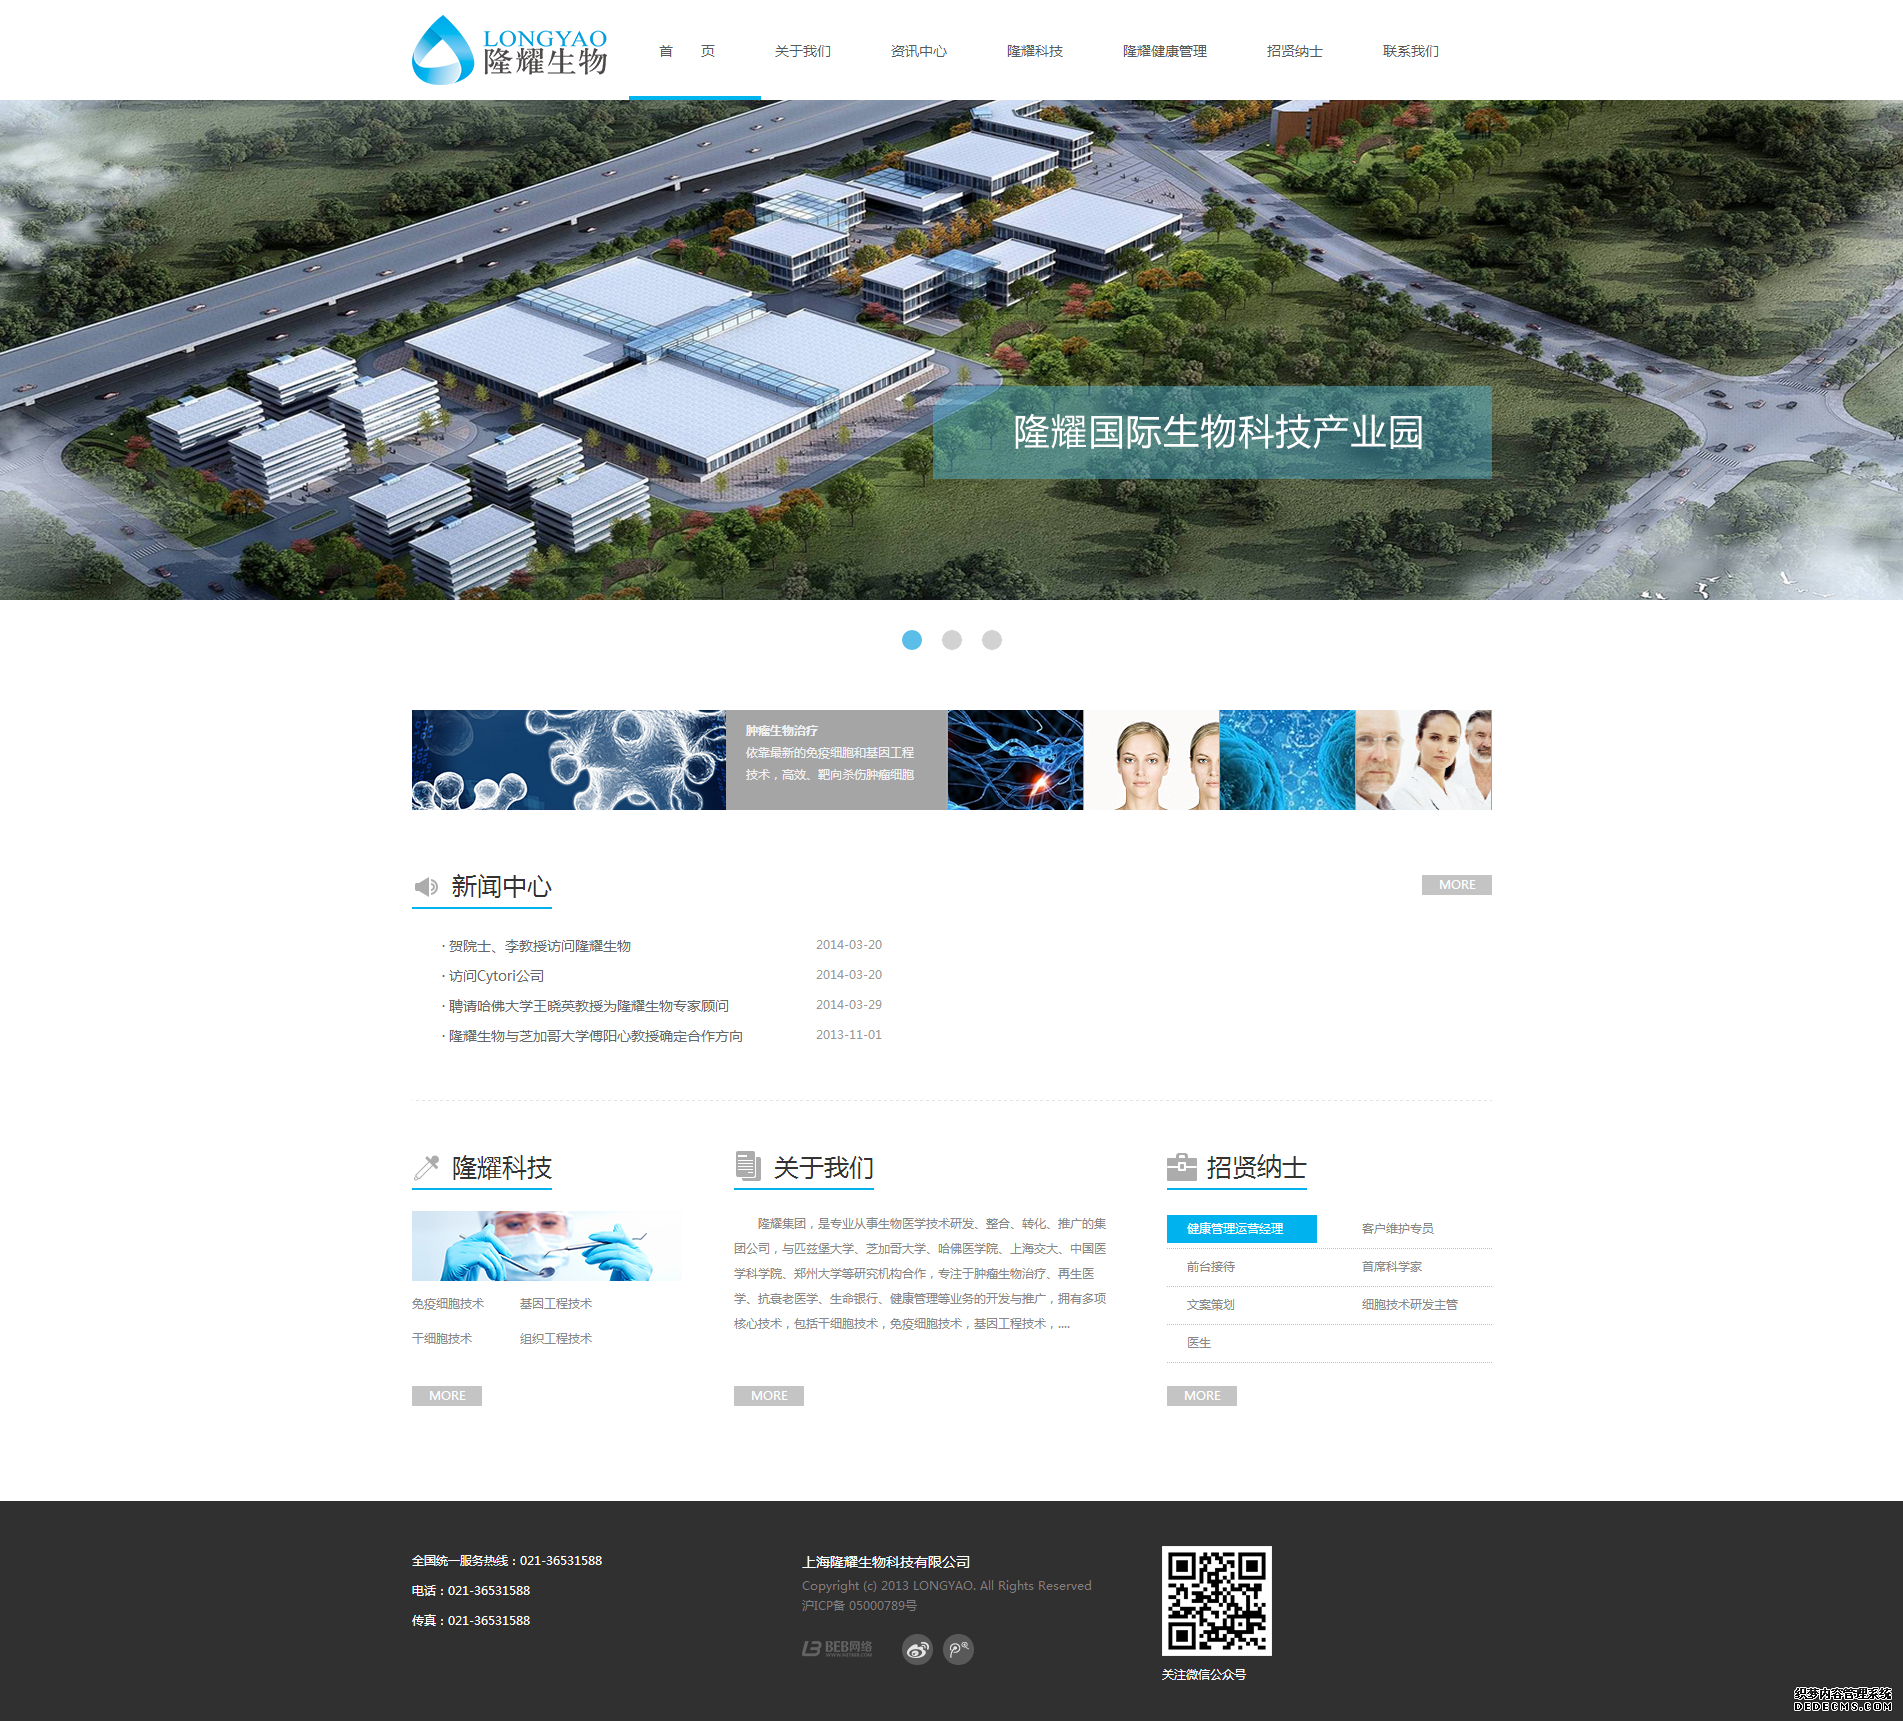 LONGYAO
隆耀生物
首 页 关于我们 资讯中心 隆耀科技 隆耀健康管理 招贤纳士 联系我们
隆耀国际生物科技产业园
肿瘤生物治疗
依靠最新的免疫细胞和基因工程
技术，高效、靶向杀伤肿瘤细胞
新闻中心
MORE
· 贺院士、李教授访问隆耀生物 2014-03-20
· 访问Cytori公司 2014-03-20
· 聘请哈佛大学王晓英教授为隆耀生物专家顾问 2014-03-29
· 隆耀生物与芝加哥大学傅阳心教授确定合作方向 2013-11-01
隆耀科技
免疫细胞技术 基因工程技术
干细胞技术 组织工程技术
MORE
关于我们
隆耀集团，是专业从事生物医学技术研发、整合、转化、推广的集
团公司，与匹兹堡大学、芝加哥大学、哈佛医学院、上海交大、中国医
学科学院、郑州大学等研究机构合作，专注于肿瘤生物治疗、再生医
学、抗衰老医学、生命银行、健康管理等业务的开发与推广，拥有多项
核心技术，包括干细胞技术，免疫细胞技术，基因工程技术，....
MORE
招贤纳士
健康管理运营经理 客户维护专员
前台接待 首席科学家
文案策划 细胞技术研发主管
医生
MORE
全国统一服务热线：021-36531588
电话：021-36531588
传真：021-36531588
上海隆耀生物科技有限公司
Copyright (c) 2013 LONGYAO. All Rights Reserved
沪ICP备 05000789号
BEB网络
关注微信公众号
织梦内容管理系统
DEDECMS.COM